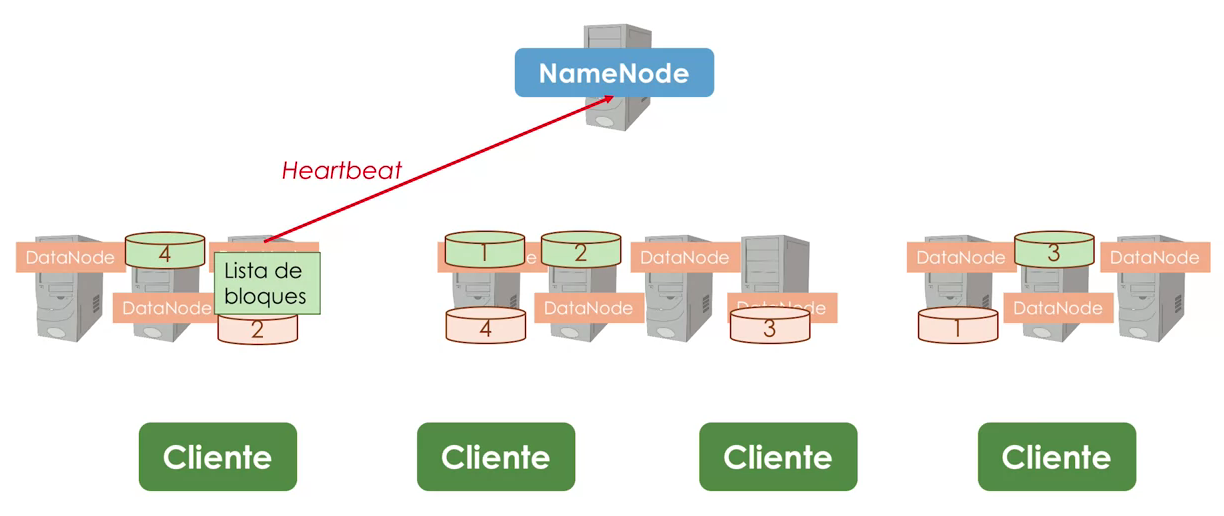 NameNode
Heartbeat
DataNode
4
Lista de
bloques
DataNode
2
1
2
DataNode
DataNode
4
DataNode
3
DataNode
3
DataNode
DataNode
1
Cliente
Cliente
Cliente
Cliente